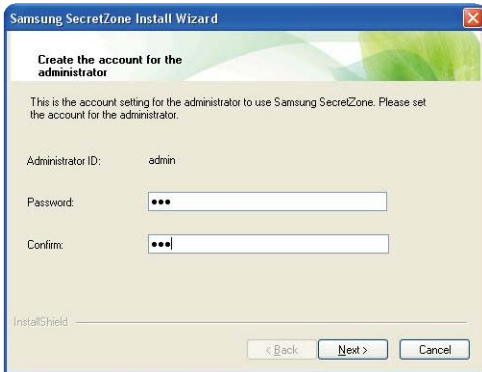 Samsung SecretZone Install Wizard
Create the account for the
administrator
This is the account setting for the administrator to use Samsung SecretZone. Please set
the account for the administrator.
Administrator ID: admin
Password: •••
Confirm: •••
InstallShield
< Back Next > Cancel